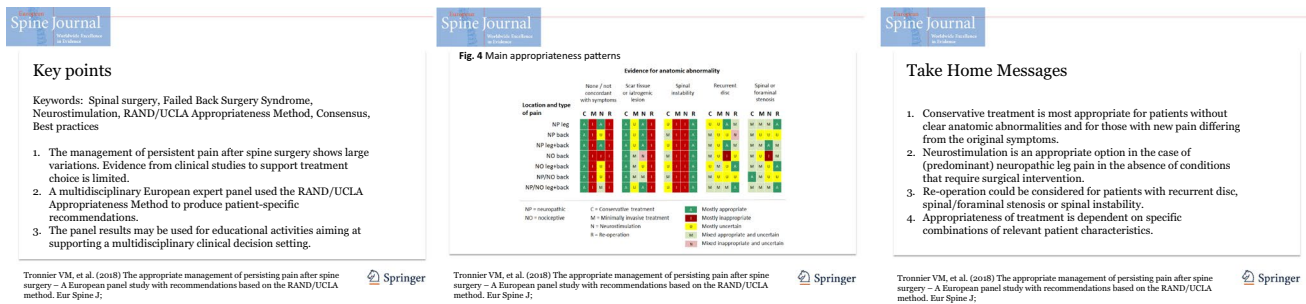 European
Spine Journal
Worldwide Excellence
in Evidence
Key points
Keywords: Spinal surgery, Failed Back Surgery Syndrome,
Neurostimulation, RAND/UCLA Appropriateness Method, Consensus,
Best practices
1. The management of persistent pain after spine surgery shows large
variations. Evidence from clinical studies to support treatment
choice is limited.
2. A multidisciplinary European expert panel used the RAND/UCLA
Appropriateness Method to produce patient-specific
recommendations.
3. The panel results may be used for educational activities aiming at
supporting a multidisciplinary clinical decision setting.
Tronnier VM, et al. (2018) The appropriate management of persisting pain after spine
surgery – A European panel study with recommendations based on the RAND/UCLA
method. Eur Spine J;
Springer
European
Spine Journal
Worldwide Excellence
in Evidence
Fig. 4 Main appropriateness patterns
Evidence for anatomic abnormality
None / not
concordant
with symptoms
Scar tissue
or iatrogenic
lesion
Spinal
instability
Recurrent
disc
Spinal or
foraminal
stenosis
Location and type
of pain
C M N R C M N R C M N R C M N R C M N R
NP leg
NP back
NP leg+back
NO back
NO leg+back
NP/NO back
NP/NO leg+back
NP = neuropathic
NO = nociceptive
C = Conservative treatment
M = Minimally invasive treatment
N = Neurostimulation
R = Re-operation
Mostly appropriate
Mostly inappropriate
Mostly uncertain
Mixed appropriate and uncertain
Mixed inappropriate and uncertain
Tronnier VM, et al. (2018) The appropriate management of persisting pain after spine
surgery – A European panel study with recommendations based on the RAND/UCLA
method. Eur Spine J;
Springer
European
Spine Journal
Worldwide Excellence
in Evidence
Take Home Messages
1. Conservative treatment is most appropriate for patients without
clear anatomic abnormalities and for those with new pain differing
from the original symptoms.
2. Neurostimulation is an appropriate option in the case of
(predominant) neuropathic leg pain in the absence of conditions
that require surgical intervention.
3. Re-operation could be considered for patients with recurrent disc,
spinal/foraminal stenosis or spinal instability.
4. Appropriateness of treatment is dependent on specific
combinations of relevant patient characteristics.
Tronnier VM, et al. (2018) The appropriate management of persisting pain after spine
surgery – A European panel study with recommendations based on the RAND/UCLA
method. Eur Spine J;
Springer